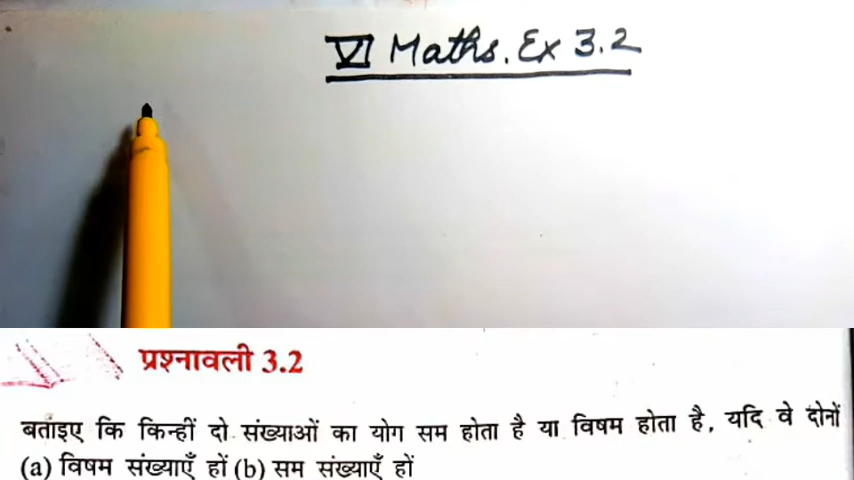 VI Maths. Ex 3.2
प्रश्नावली 3.2
बताइए कि किन्हीं दो संख्याओं का योग सम होता है या विषम होता है, यदि वे दोनों
(a) विषम संख्याएँ हों (b) सम संख्याएँ हों